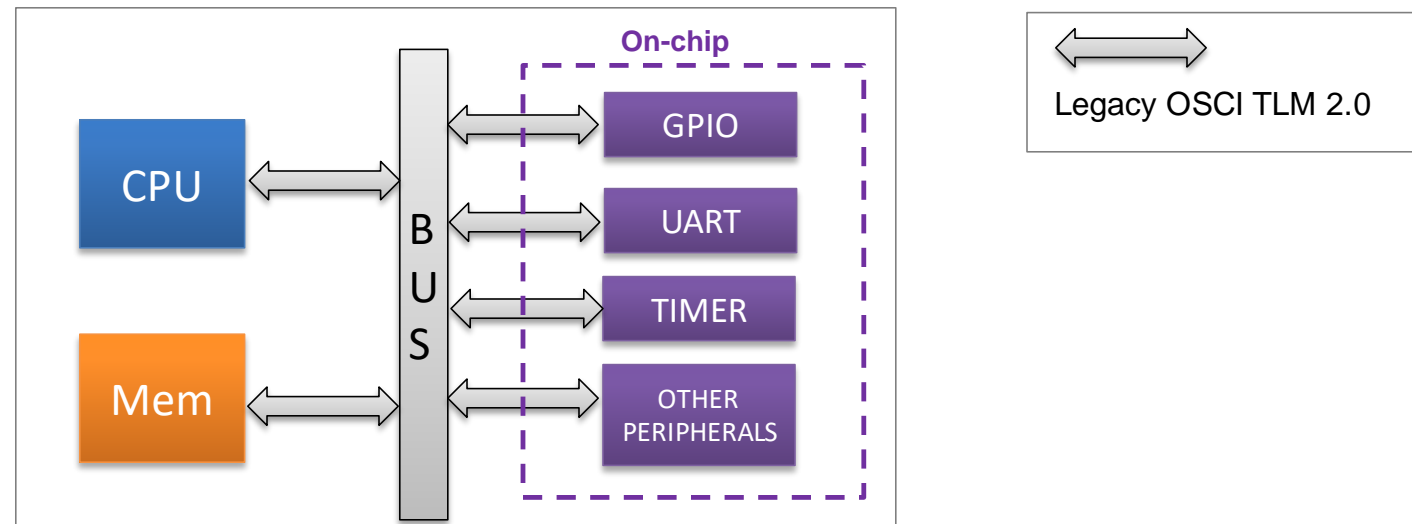 On-chip
CPU
Mem
B
U
S
GPIO
UART
TIMER
OTHER
PERIPHERALS
Legacy OSCI TLM 2.0